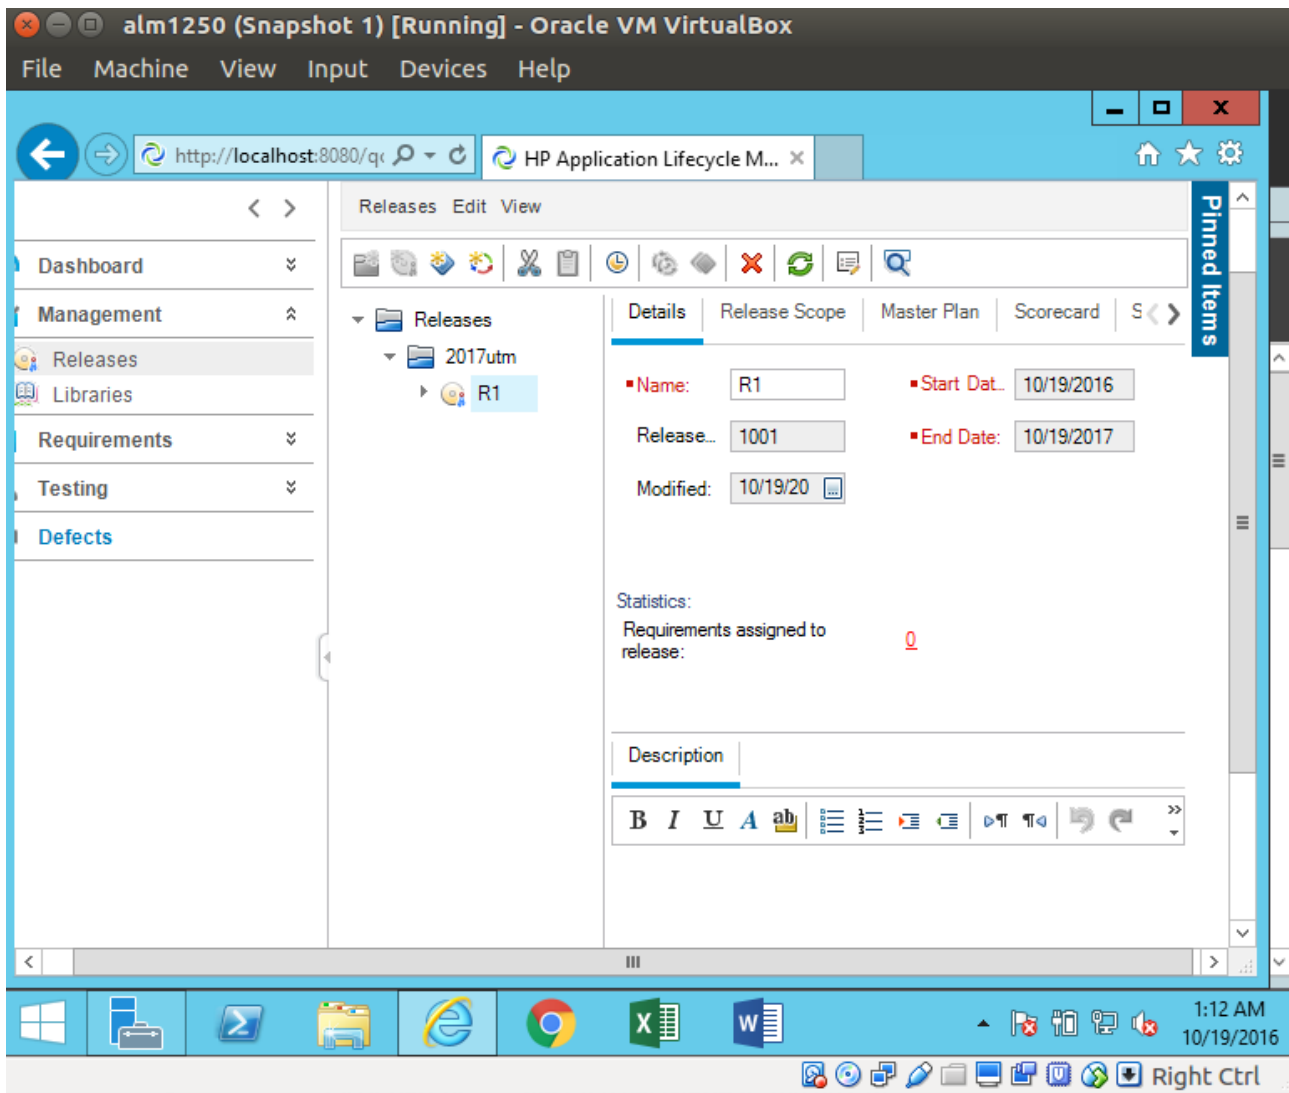 alm1250 (Snapshot 1) [Running] - Oracle VM VirtualBox
File Machine View Input Devices Help
http://localhost:8080/qc
HP Application Lifecycle M...
Releases Edit View
Pinned Items
Dashboard
Management
Releases
Libraries
Requirements
Testing
Defects
Releases
2017utm
R1
Details Release Scope Master Plan Scorecard S
Name: R1 Start Dat... 10/19/2016
Release... 1001 End Date: 10/19/2017
Modified: 10/19/20
Statistics:
Requirements assigned to
release:
0
Description
B I U A ab
1:12 AM
10/19/2016
Right Ctrl